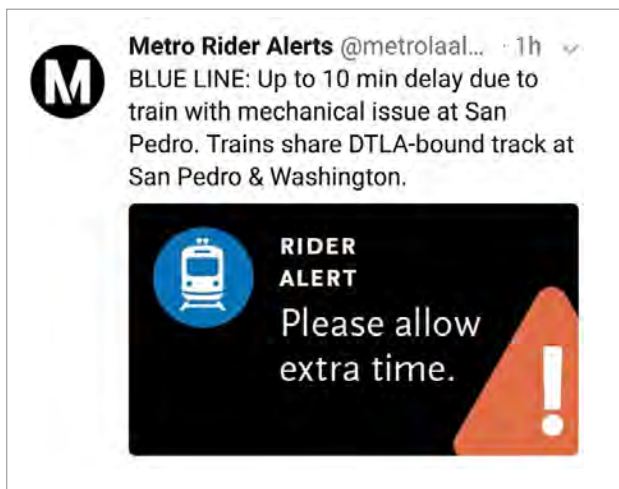 M
Metro Rider Alerts @metrolaal... · 1h
BLUE LINE: Up to 10 min delay due to
train with mechanical issue at San
Pedro. Trains share DTLA-bound track at
San Pedro & Washington.
RIDER
ALERT
Please allow
extra time.
!